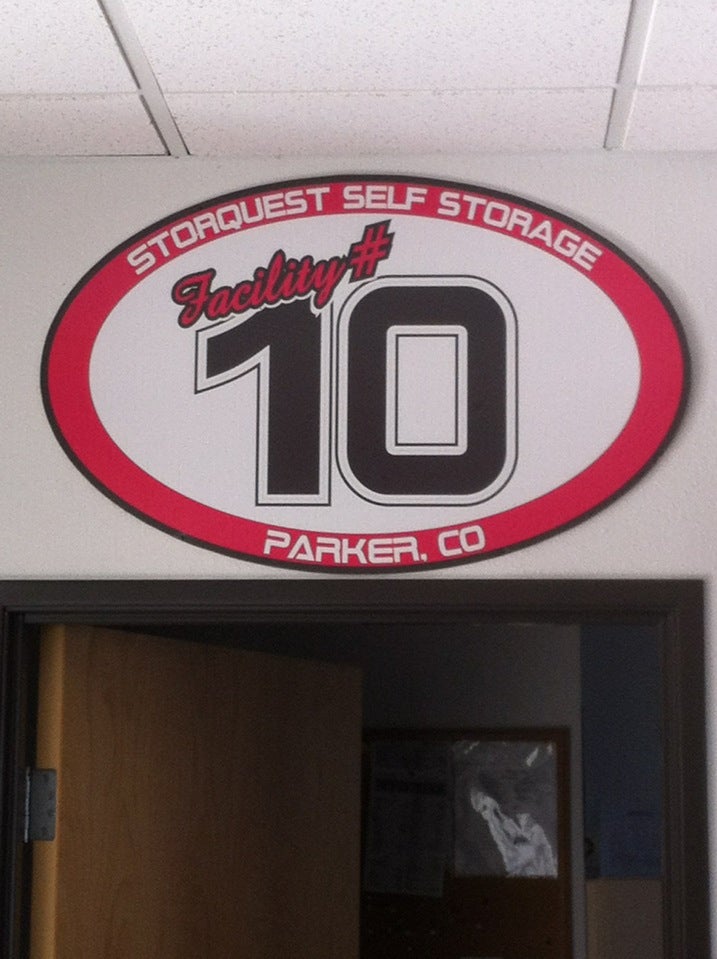 STORQUEST SELF STORAGE
Facility #
10
PARKER, CO